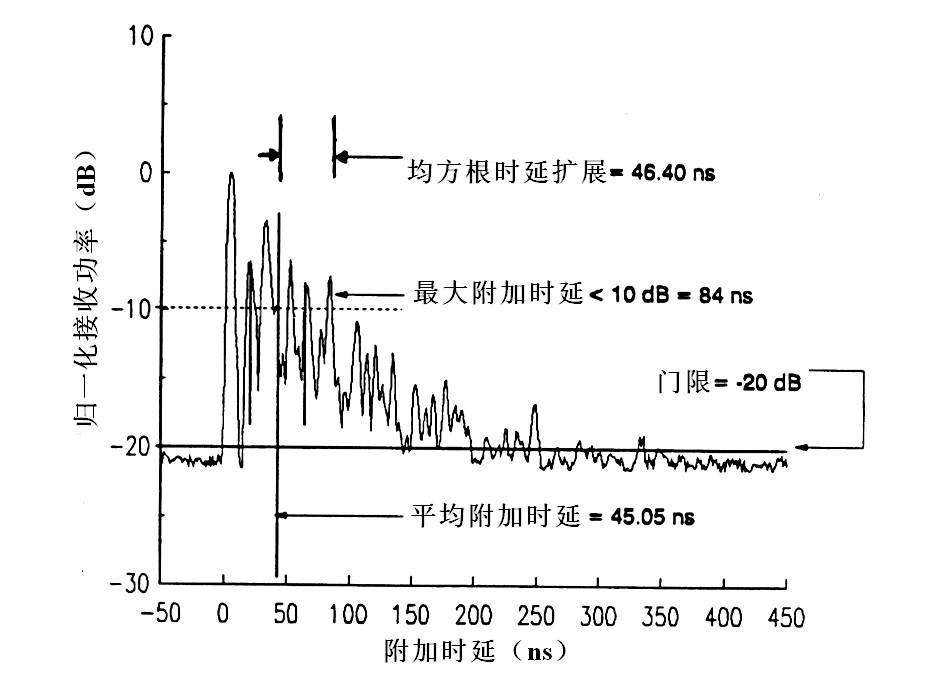 10
均方根时延扩展= 46.40 ns
0
最大附加时延< 10 dB = 84 ns
-10
门限= -20 dB
-20
平均附加时延 = 45.05 ns
-30
-50 0 50 100 150 200 250 300 350 400 450
附加时延（ns）
归一化接收功率（dB）